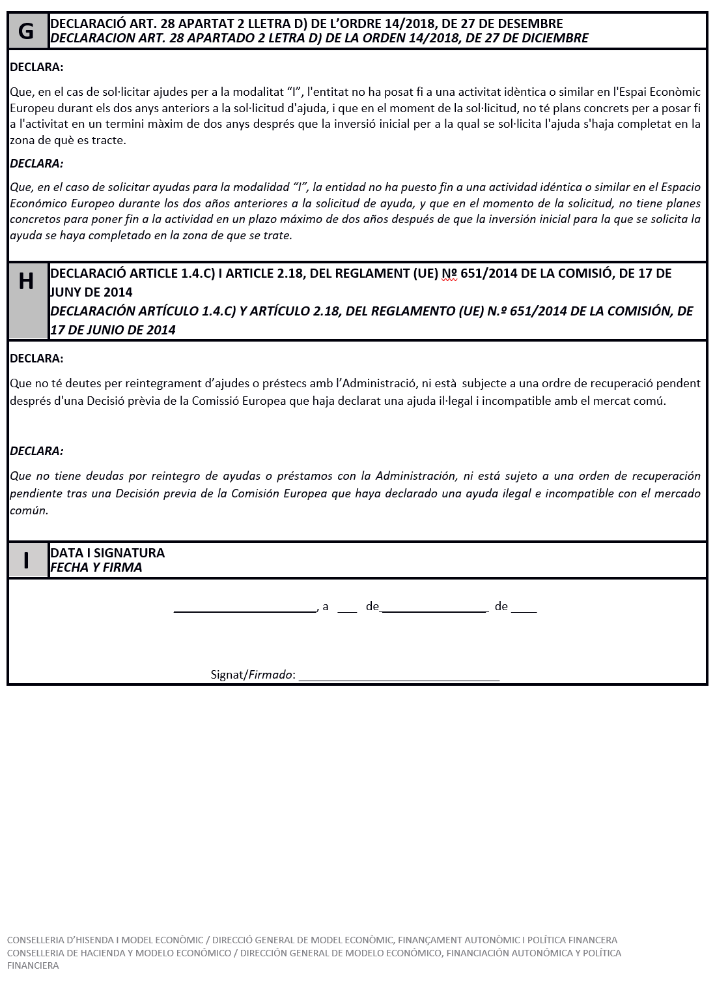 G
DECLARACIÓ ART. 28 APARTAT 2 LLETRA D) DE L’ORDRE 14/2018, DE 27 DE DESEMBRE
DECLARACION ART. 28 APARTADO 2 LETRA D) DE LA ORDEN 14/2018, DE 27 DE DICIEMBRE
DECLARA:
Que, en el cas de sol·licitar ajudes per a la modalitat “I”, l'entitat no ha posat fi a una activitat idèntica o similar en l'Espai Econòmic
Europeu durant els dos anys anteriors a la sol·licitud d'ajuda, i que en el moment de la sol·licitud, no té plans concrets per a posar fi
a l'activitat en un termini màxim de dos anys després que la inversió inicial per a la qual se sol·licita l'ajuda s'haja completat en la
zona de què es tracte.
DECLARA:
Que, en el caso de solicitar ayudas para la modalidad “I”, la entidad no ha puesto fin a una actividad idéntica o similar en el Espacio
Económico Europeo durante los dos años anteriores a la solicitud de ayuda, y que en el momento de la solicitud, no tiene planes
concretos para poner fin a la actividad en un plazo máximo de dos años después de que la inversión inicial para la que se solicita la
ayuda se haya completado en la zona de que se trate.
H
DECLARACIÓ ARTICLE 1.4.C) I ARTICLE 2.18, DEL REGLAMENT (UE) Nº 651/2014 DE LA COMISIÓ, DE 17 DE
JUNY DE 2014
DECLARACIÓN ARTÍCULO 1.4.C) Y ARTÍCULO 2.18, DEL REGLAMENTO (UE) N.º 651/2014 DE LA COMISIÓN, DE
17 DE JUNIO DE 2014
DECLARA:
Que no té deutes per reintegrament d’ajudes o préstecs amb l’Administració, ni està subjecte a una ordre de recuperació pendent
després d'una Decisió prèvia de la Comissió Europea que haja declarat una ajuda il·legal i incompatible amb el mercat comú.
DECLARA:
Que no tiene deudas por reintegro de ayudas o préstamos con la Administración, ni está sujeto a una orden de recuperación
pendiente tras una Decisión previa de la Comisión Europea que haya declarado una ayuda ilegal e incompatible con el mercado
común.
I
DATA I SIGNATURA
FECHA Y FIRMA
______________________, a ___ de_________________ de ____
Signat/Firmado: _______________________________
CONSELLERIA D’HISENDA I MODEL ECONÒMIC / DIRECCIÓ GENERAL DE MODEL ECONÒMIC, FINANÇAMENT AUTONÒMIC I POLÍTICA FINANCERA
CONSELLERIA DE HACIENDA Y MODELO ECONÓMICO / DIRECCIÓN GENERAL DE MODELO ECONÓMICO, FINANCIACIÓN AUTONÓMICA Y POLÍTICA
FINANCIERA